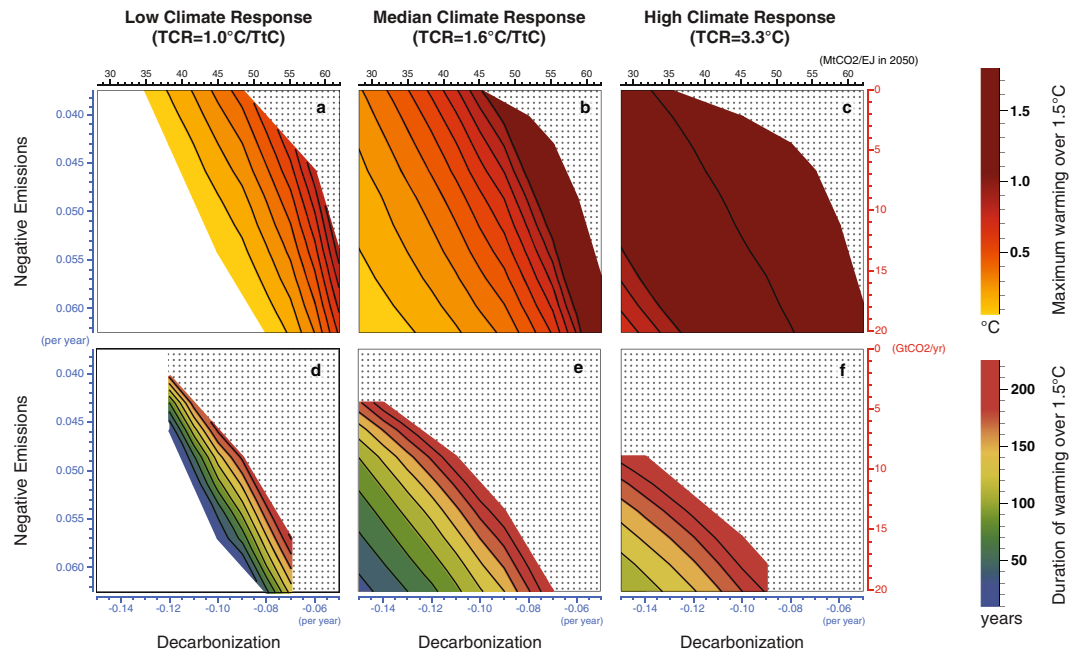 Low Climate Response
(TCR=1.0°C/TtC)
Median Climate Response
(TCR=1.6°C/TtC)
High Climate Response
(TCR=3.3°C)
(MtCO2/EJ in 2050)
30 35 40 45 50 55 60
30 35 40 45 50 55 60
30 35 40 45 50 55 60
a
b
c
Negative Emissions
0.040
0.045
0.050
0.055
0.060
(per year)
0
5
10
15
20
1.5
1.0
0.5
°C
Maximum warming over 1.5°C
d
e
f
Negative Emissions
0.040
0.045
0.050
0.055
0.060
0
(GtCO2/yr)
5
10
15
20
200
150
100
50
years
Duration of warming over 1.5°C
-0.14 -0.12 -0.10 -0.08 -0.06
-0.14 -0.12 -0.10 -0.08 -0.06
-0.14 -0.12 -0.10 -0.08 -0.06
(per year)
(per year)
(per year)
Decarbonization
Decarbonization
Decarbonization